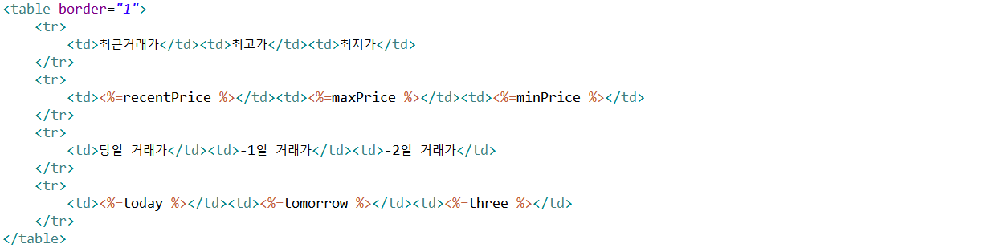 <table border="1">
    <tr>
        <td>최근거래가</td><td>최고가</td><td>최저가</td>
    </tr>
    <tr>
        <td><%=recentPrice %></td><td><%=maxPrice %></td><td><%=minPrice %></td>
    </tr>
    <tr>
        <td>당일 거래가</td><td>-1일 거래가</td><td>-2일 거래가</td>
    </tr>
    <tr>
        <td><%=today %></td><td><%=tomorrow %></td><td><%=three %></td>
    </tr>
</table>